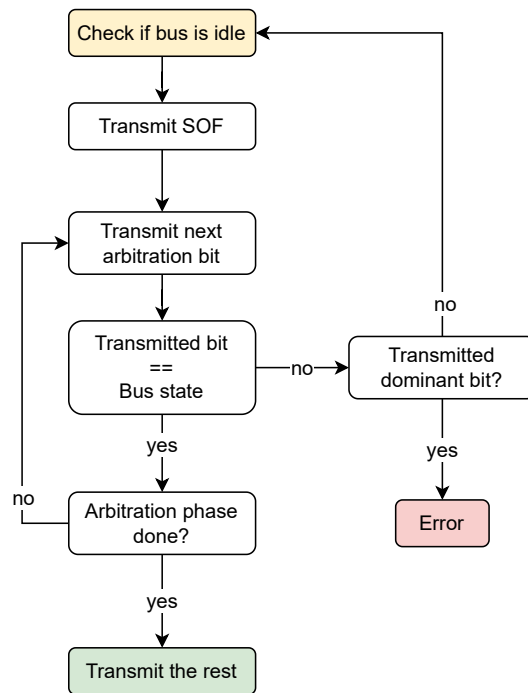 Check if bus is idle
Transmit SOF
Transmit next
arbitration bit
no
Transmitted bit
==
Bus state
no
Transmitted
dominant bit?
yes
yes
no
Arbitration phase
done?
Error
yes
Transmit the rest